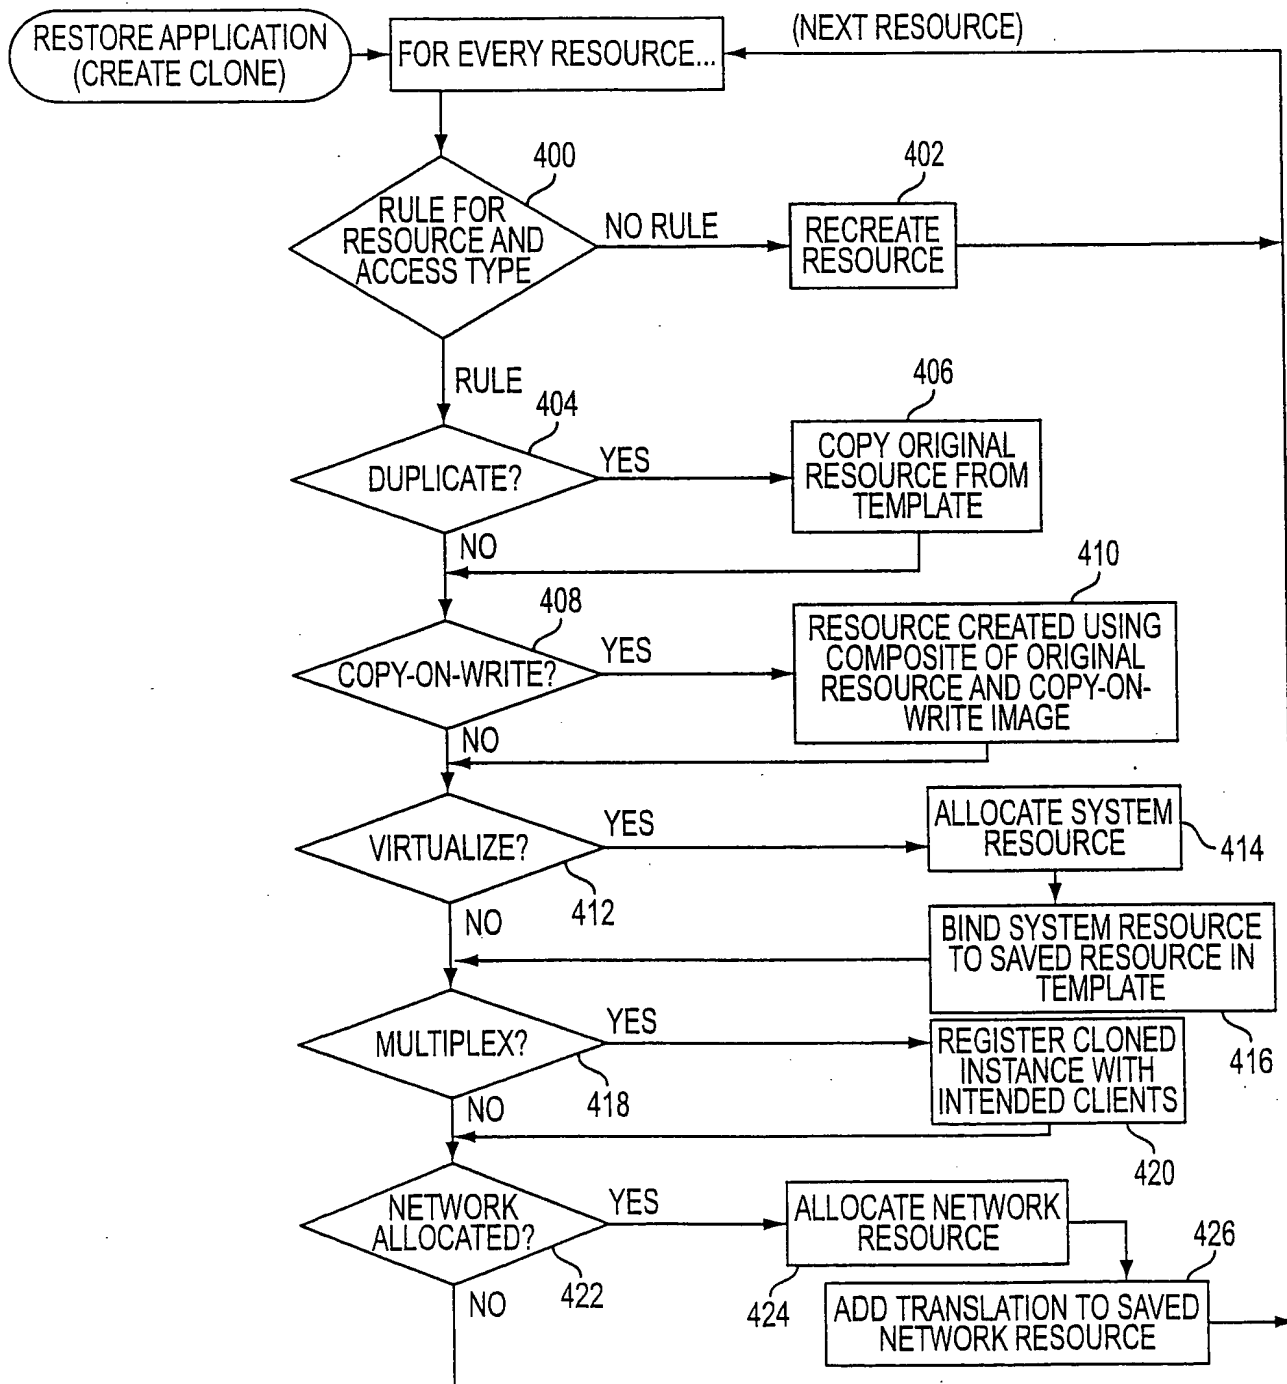 RESTORE APPLICATION
(CREATE CLONE)
FOR EVERY RESOURCE...
(NEXT RESOURCE)
400
RULE FOR
RESOURCE AND
ACCESS TYPE
NO RULE
402
RECREATE
RESOURCE
RULE
404
DUPLICATE?
YES
406
COPY ORIGINAL
RESOURCE FROM
TEMPLATE
NO
408
COPY-ON-WRITE?
YES
410
RESOURCE CREATED USING
COMPOSITE OF ORIGINAL
RESOURCE AND COPY-ON-
WRITE IMAGE
NO
VIRTUALIZE?
412
YES
ALLOCATE SYSTEM
RESOURCE
414
NO
BIND SYSTEM RESOURCE
TO SAVED RESOURCE IN
TEMPLATE
416
MULTIPLEX?
418
YES
REGISTER CLONED
INSTANCE WITH
INTENDED CLIENTS
420
NO
NETWORK
ALLOCATED?
422
YES
ALLOCATE NETWORK
RESOURCE
424
426
ADD TRANSLATION TO SAVED
NETWORK RESOURCE
NO